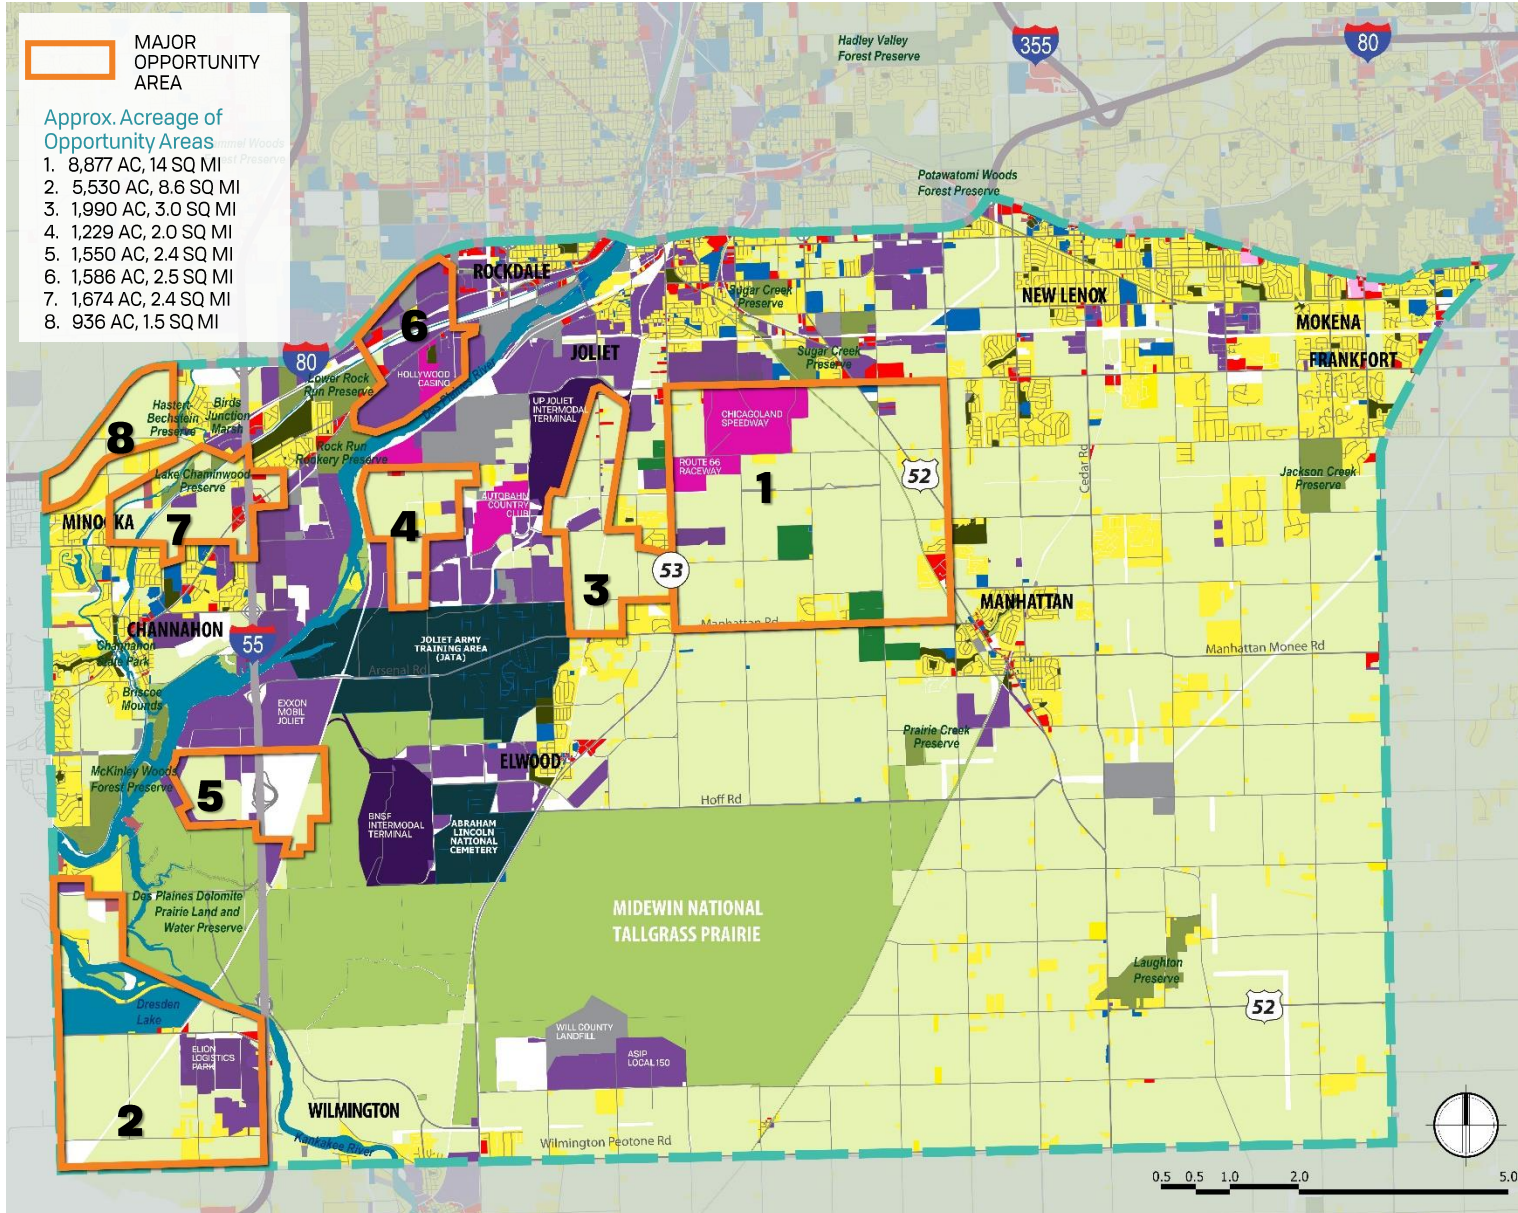 MAJOR
OPPORTUNITY
AREA
Approx. Acreage of
Opportunity Areas
1. 8,877 AC, 14 SQ MI
2. 5,530 AC, 8.6 SQ MI
3. 1,990 AC, 3.0 SQ MI
4. 1,229 AC, 2.0 SQ MI
5. 1,550 AC, 2.4 SQ MI
6. 1,586 AC, 2.5 SQ MI
7. 1,674 AC, 2.4 SQ MI
8. 936 AC, 1.5 SQ MI
Hadley Valley
Forest Preserve
355
80
Potawatomi Woods
Forest Preserve
ROCKDALE
Sugar Creek
Preserve
NEW LENOX
MOKENA
FRANKFORT
6
JOLIET
Sugar Creek
Preserve
80
Lower Rock
Run Preserve
HOLLYWOOD
CASINO
Des Plaines River
UP JOLIET
INTERMODAL
TERMINAL
CHICAGOLAND
SPEEDWAY
Hastert-
Bechstein
Preserve
Birds
Junction
Marsh
8
Rock Run
Rookery Preserve
ROUTE 66
RACEWAY
1
52
Cedar Rd
Jackson Creek
Preserve
Lake Chaminwood
Preserve
AUTOBAHN
COUNTRY
CLUB
MINOOKA
7
4
3
53
MANHATTAN
Manhattan Rd
CHANNAHON
55
JOLIET ARMY
TRAINING AREA
(JATA)
Channahon
State Park
Arsenal Rd
Manhattan Monee Rd
Briscoe
Mounds
EXXON
MOBIL
JOLIET
Prairie Creek
Preserve
ELWOOD
McKinley Woods
Forest Preserve
5
Hoff Rd
BNSF
INTERMODAL
TERMINAL
ABRAHAM
LINCOLN
NATIONAL
CEMETERY
Des Plaines Dolomite
Prairie Land and
Water Preserve
MIDEWIN NATIONAL
TALLGRASS PRAIRIE
Laughton
Preserve
Dresden
Lake
52
WILL COUNTY
LANDFILL
ASIP
LOCAL 150
ELION
LOGISTICS
PARK
2
WILMINGTON
Kankakee River
Wilmington Peotone Rd
0.5 0.5 1.0 2.0 5.0